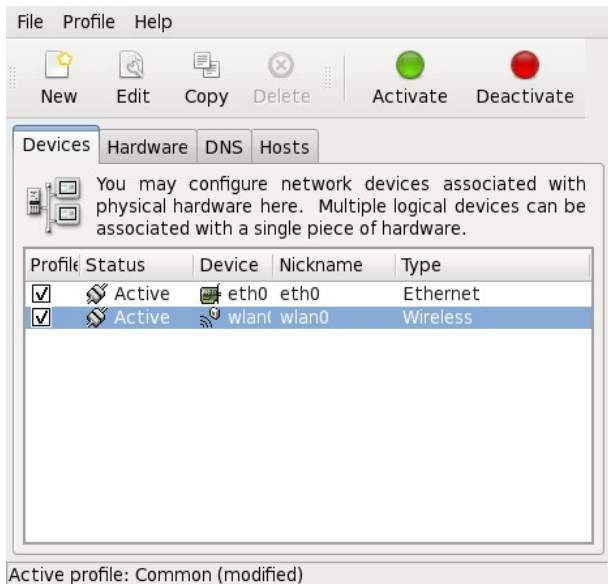 File Profile Help
New Edit Copy Delete Activate Deactivate
Devices Hardware DNS Hosts
You may configure network devices associated with
physical hardware here. Multiple logical devices can be
associated with a single piece of hardware.
Profile Status Device Nickname Type
Active eth0 eth0 Ethernet
Active wlan( wlan0 Wireless
Active profile: Common (modified)